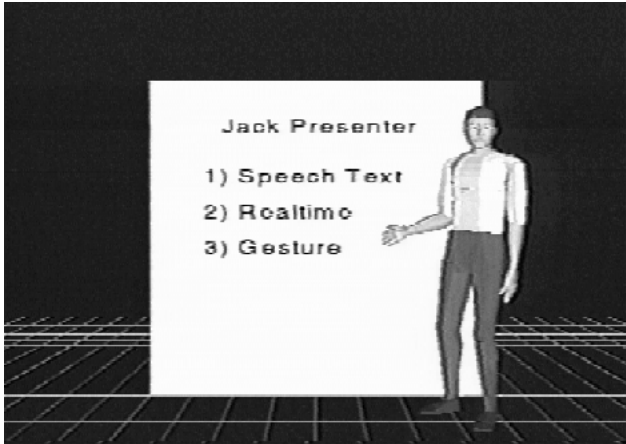 Jack Presenter
1) Speech Text
2) Realtime
3) Gesture